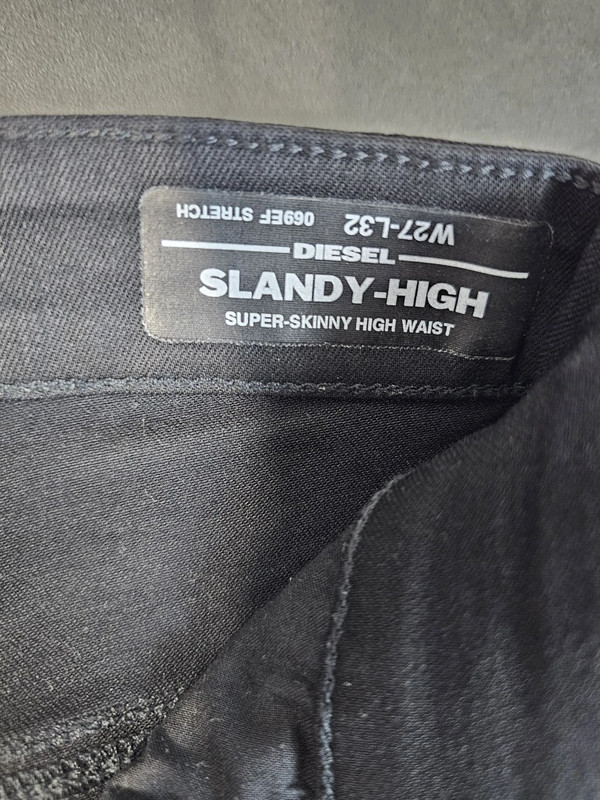 W27-L32 069EF STRETCH
DIESEL
SLANDY-HIGH
SUPER-SKINNY HIGH WAIST